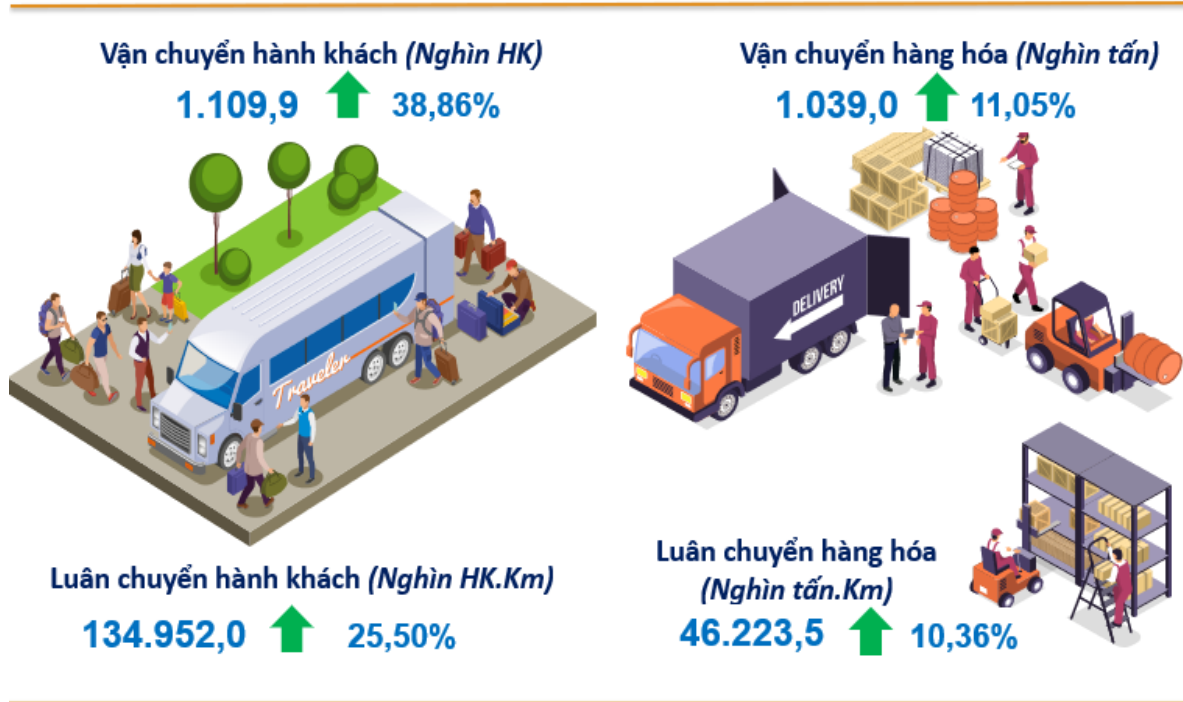 Vận chuyển hành khách (Nghìn HK)
1.109,9 38,86%
Vận chuyển hàng hóa (Nghìn tấn)
1.039,0 11,05%
Traveler
DELIVERY
Luân chuyển hành khách (Nghìn HK.Km)
134.952,0 25,50%
Luân chuyển hàng hóa
(Nghìn tấn.Km)
46.223,5 10,36%